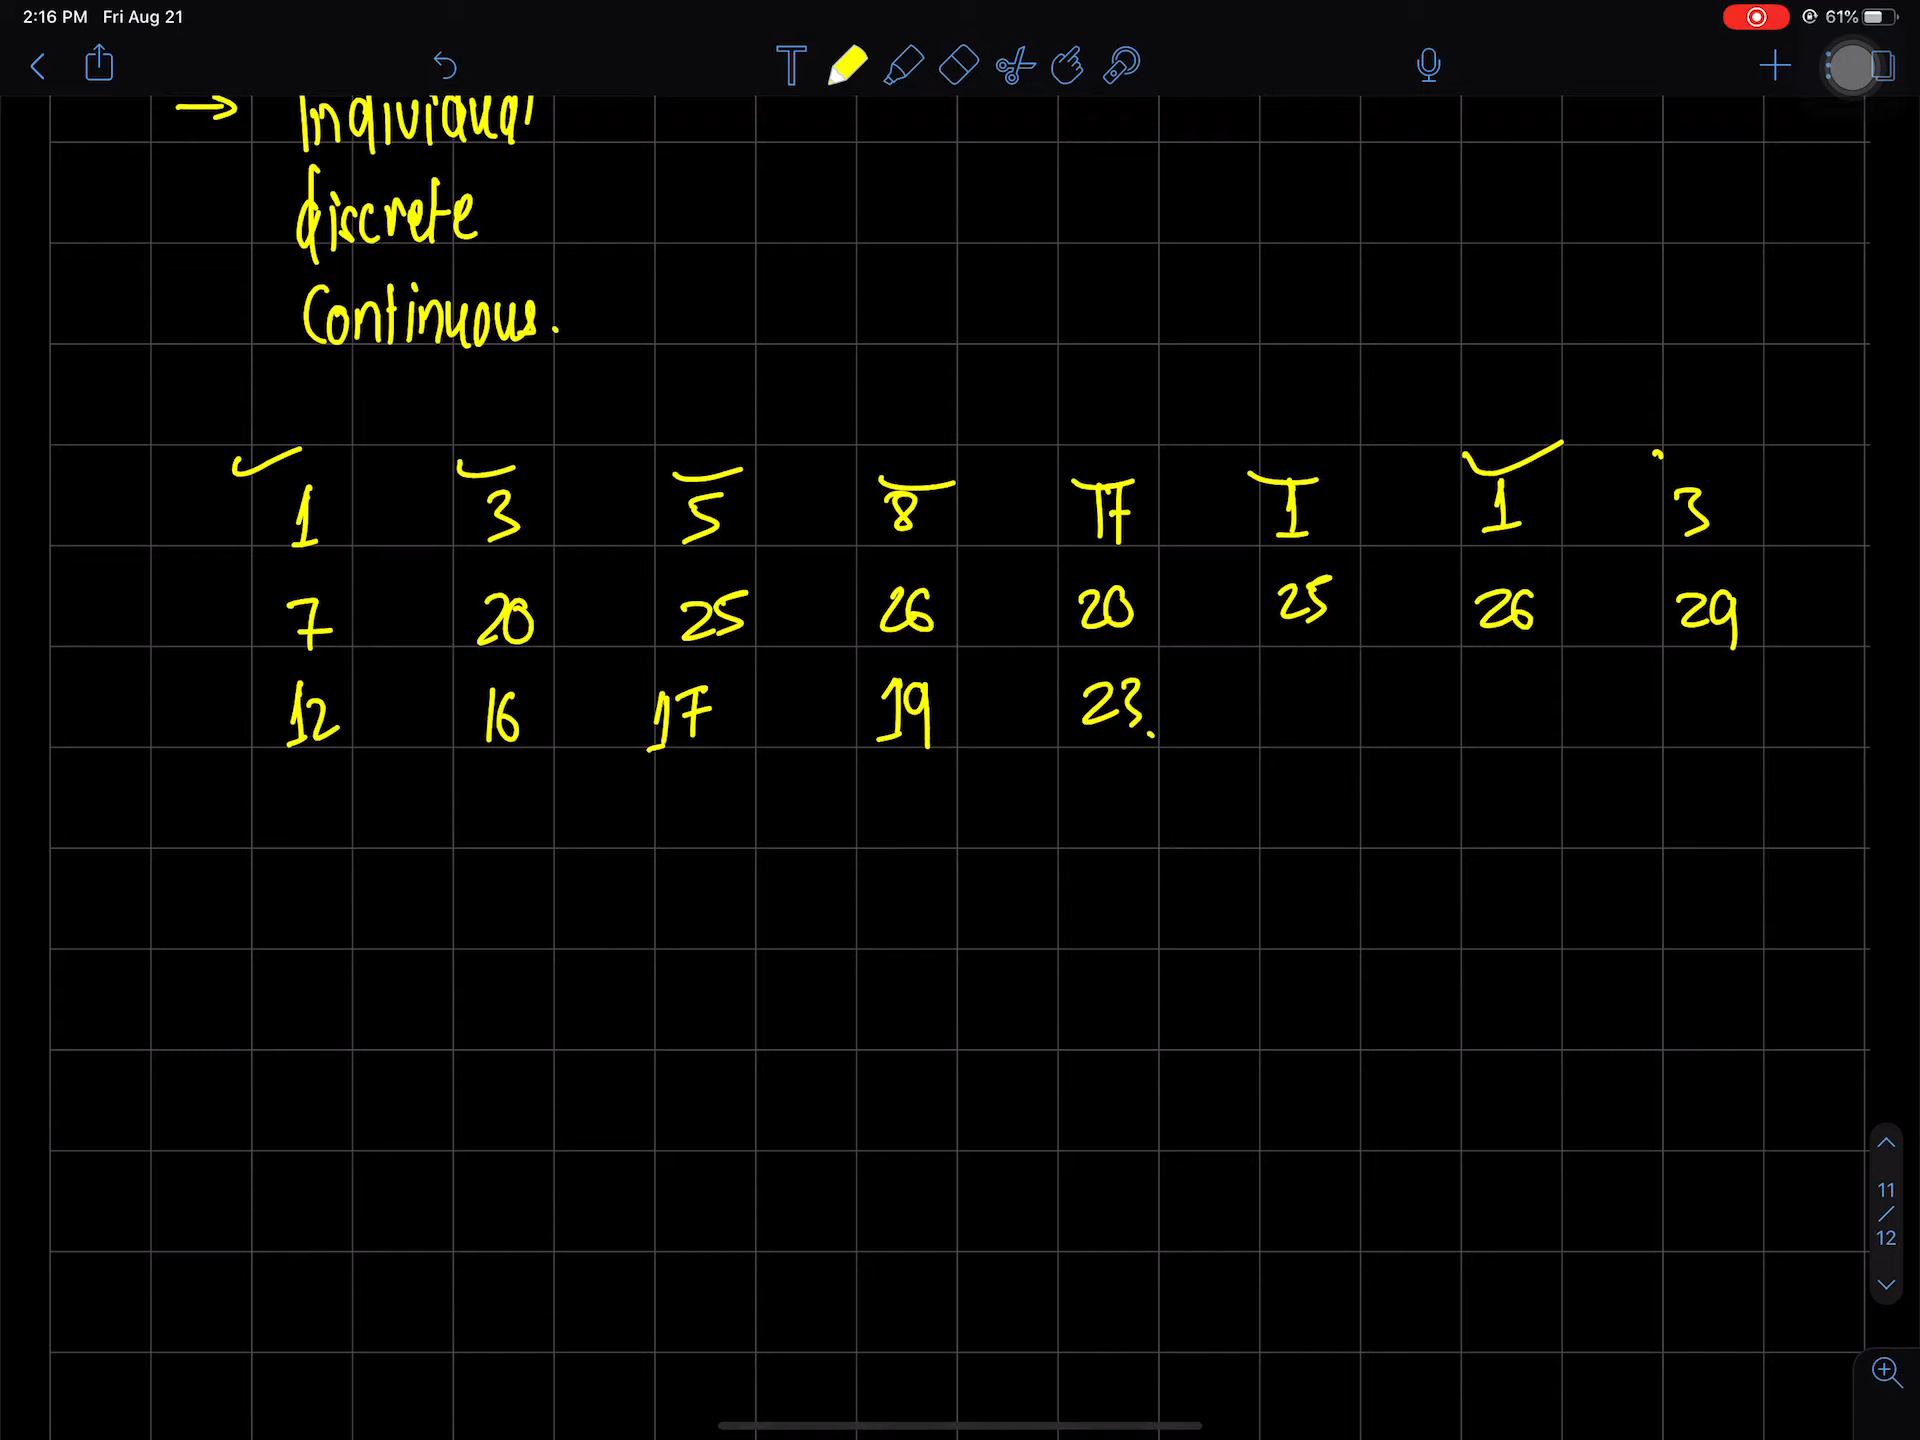 2:16 PM Fri Aug 21
61%
T
→ Individual
discrete
Continuous.
1 3 5 8 17 1 1 3
7 20 25 26 20 25 26 29
12 16 17 19 23.
11
/
12